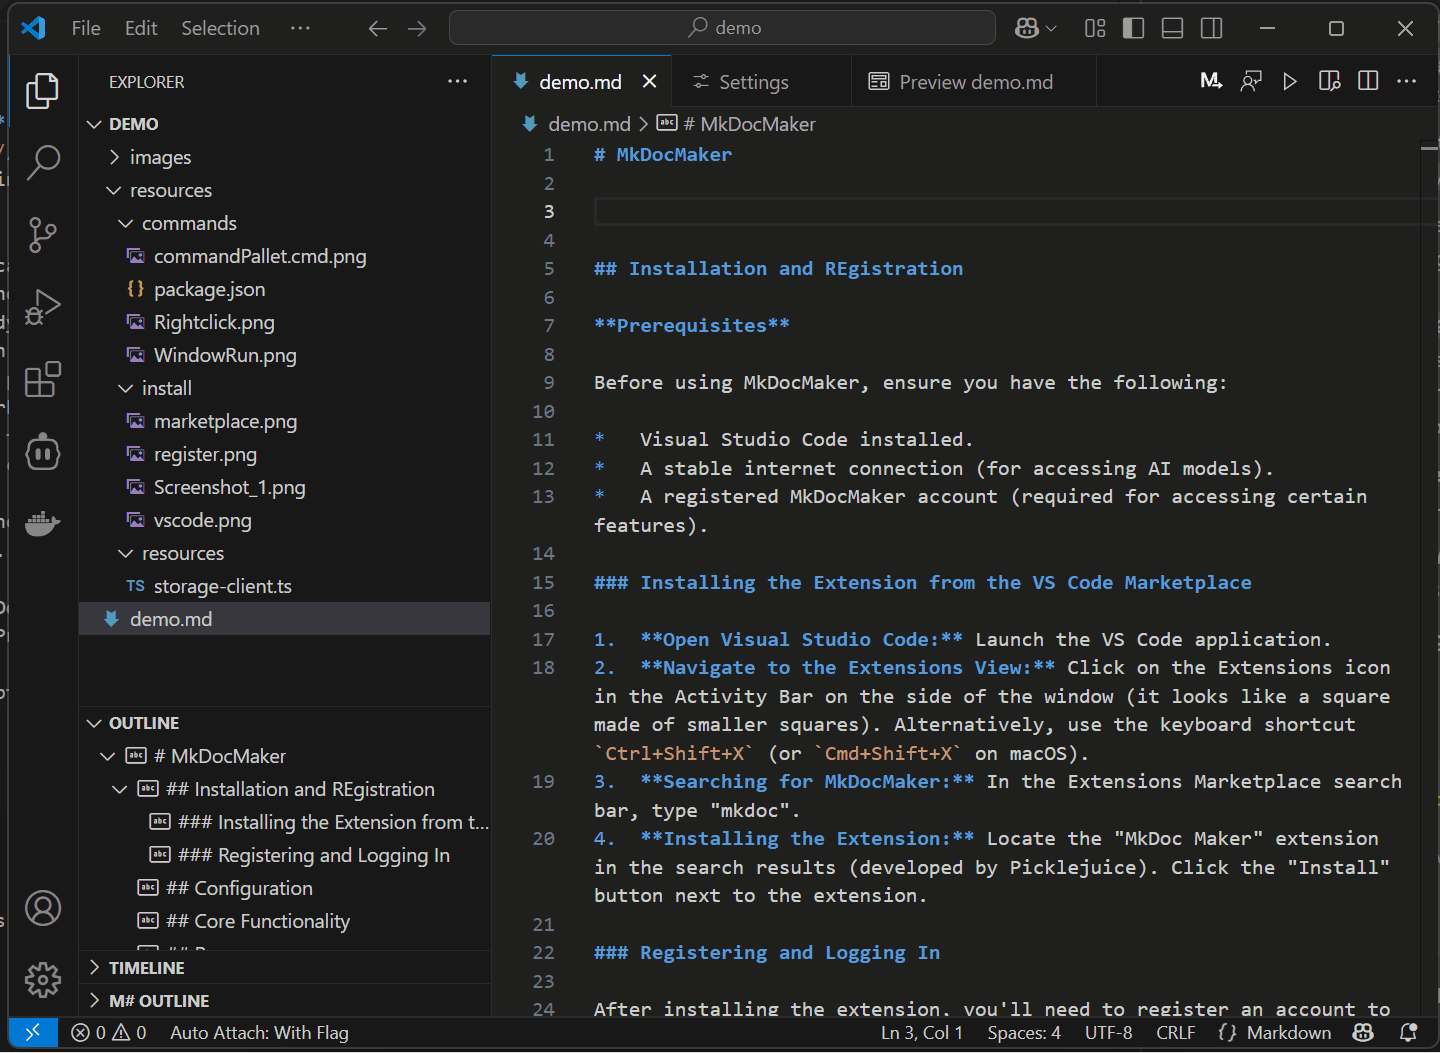 File Edit Selection ··· demo
EXPLORER ···
DEMO
images
resources
commands
commandPallet.cmd.png
{} package.json
Rightclick.png
WindowRun.png
install
marketplace.png
register.png
Screenshot_1.png
vscode.png
resources
TS storage-client.ts
demo.md
OUTLINE
abc # MkDocMaker
abc ## Installation and REgistration
abc ### Installing the Extension from t...
abc ### Registering and Logging In
abc ## Configuration
abc ## Core Functionality
TIMELINE
M# OUTLINE
demo.md Settings Preview demo.md M
demo.md > abc # MkDocMaker
1 # MkDocMaker
2
3
4
5 ## Installation and REgistration
6
7 **Prerequisites**
8
9 Before using MkDocMaker, ensure you have the following:
10
11 * Visual Studio Code installed.
12 * A stable internet connection (for accessing AI models).
13 * A registered MkDocMaker account (required for accessing certain
features).
14
15 ### Installing the Extension from the VS Code Marketplace
16
17 1. **Open Visual Studio Code:** Launch the VS Code application.
18 2. **Navigate to the Extensions View:** Click on the Extensions icon
in the Activity Bar on the side of the window (it looks like a square
made of smaller squares). Alternatively, use the keyboard shortcut
`Ctrl+Shift+X` (or `Cmd+Shift+X` on macOS).
19 3. **Searching for MkDocMaker:** In the Extensions Marketplace search
bar, type "mkdoc".
20 4. **Installing the Extension:** Locate the "MkDoc Maker" extension
in the search results (developed by Picklejuice). Click the "Install"
button next to the extension.
21
22 ### Registering and Logging In
23
24 After installing the extension, you'll need to register an account to
0 0 Auto Attach: With Flag Ln 3, Col 1 Spaces: 4 UTF-8 CRLF {} Markdown